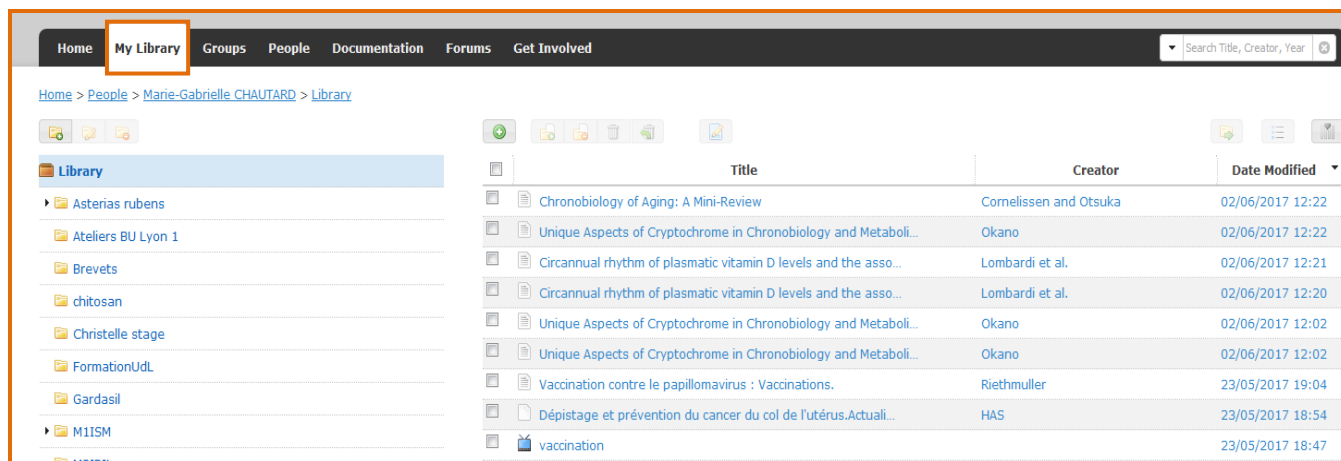 Home My Library Groups People Documentation Forums Get Involved Search Title, Creator, Year
Home > People > Marie-Gabrielle CHAUTARD > Library
Library
Asterias rubens
Ateliers BU Lyon 1
Brevets
chitosan
Christelle stage
FormationUdL
Gardasil
M1ISM
Title Creator Date Modified
Chronobiology of Aging: A Mini-Review Cornelissen and Otsuka 02/06/2017 12:22
Unique Aspects of Cryptochrome in Chronobiology and Metaboli... Okano 02/06/2017 12:22
Circannual rhythm of plasmatic vitamin D levels and the asso... Lombardi et al. 02/06/2017 12:21
Circannual rhythm of plasmatic vitamin D levels and the asso... Lombardi et al. 02/06/2017 12:20
Unique Aspects of Cryptochrome in Chronobiology and Metaboli... Okano 02/06/2017 12:02
Unique Aspects of Cryptochrome in Chronobiology and Metaboli... Okano 02/06/2017 12:02
Vaccination contre le papillomavirus : Vaccinations. Riethmuller 23/05/2017 19:04
Dépistage et prévention du cancer du col de l'utérus.Actuali... HAS 23/05/2017 18:54
vaccination 23/05/2017 18:47